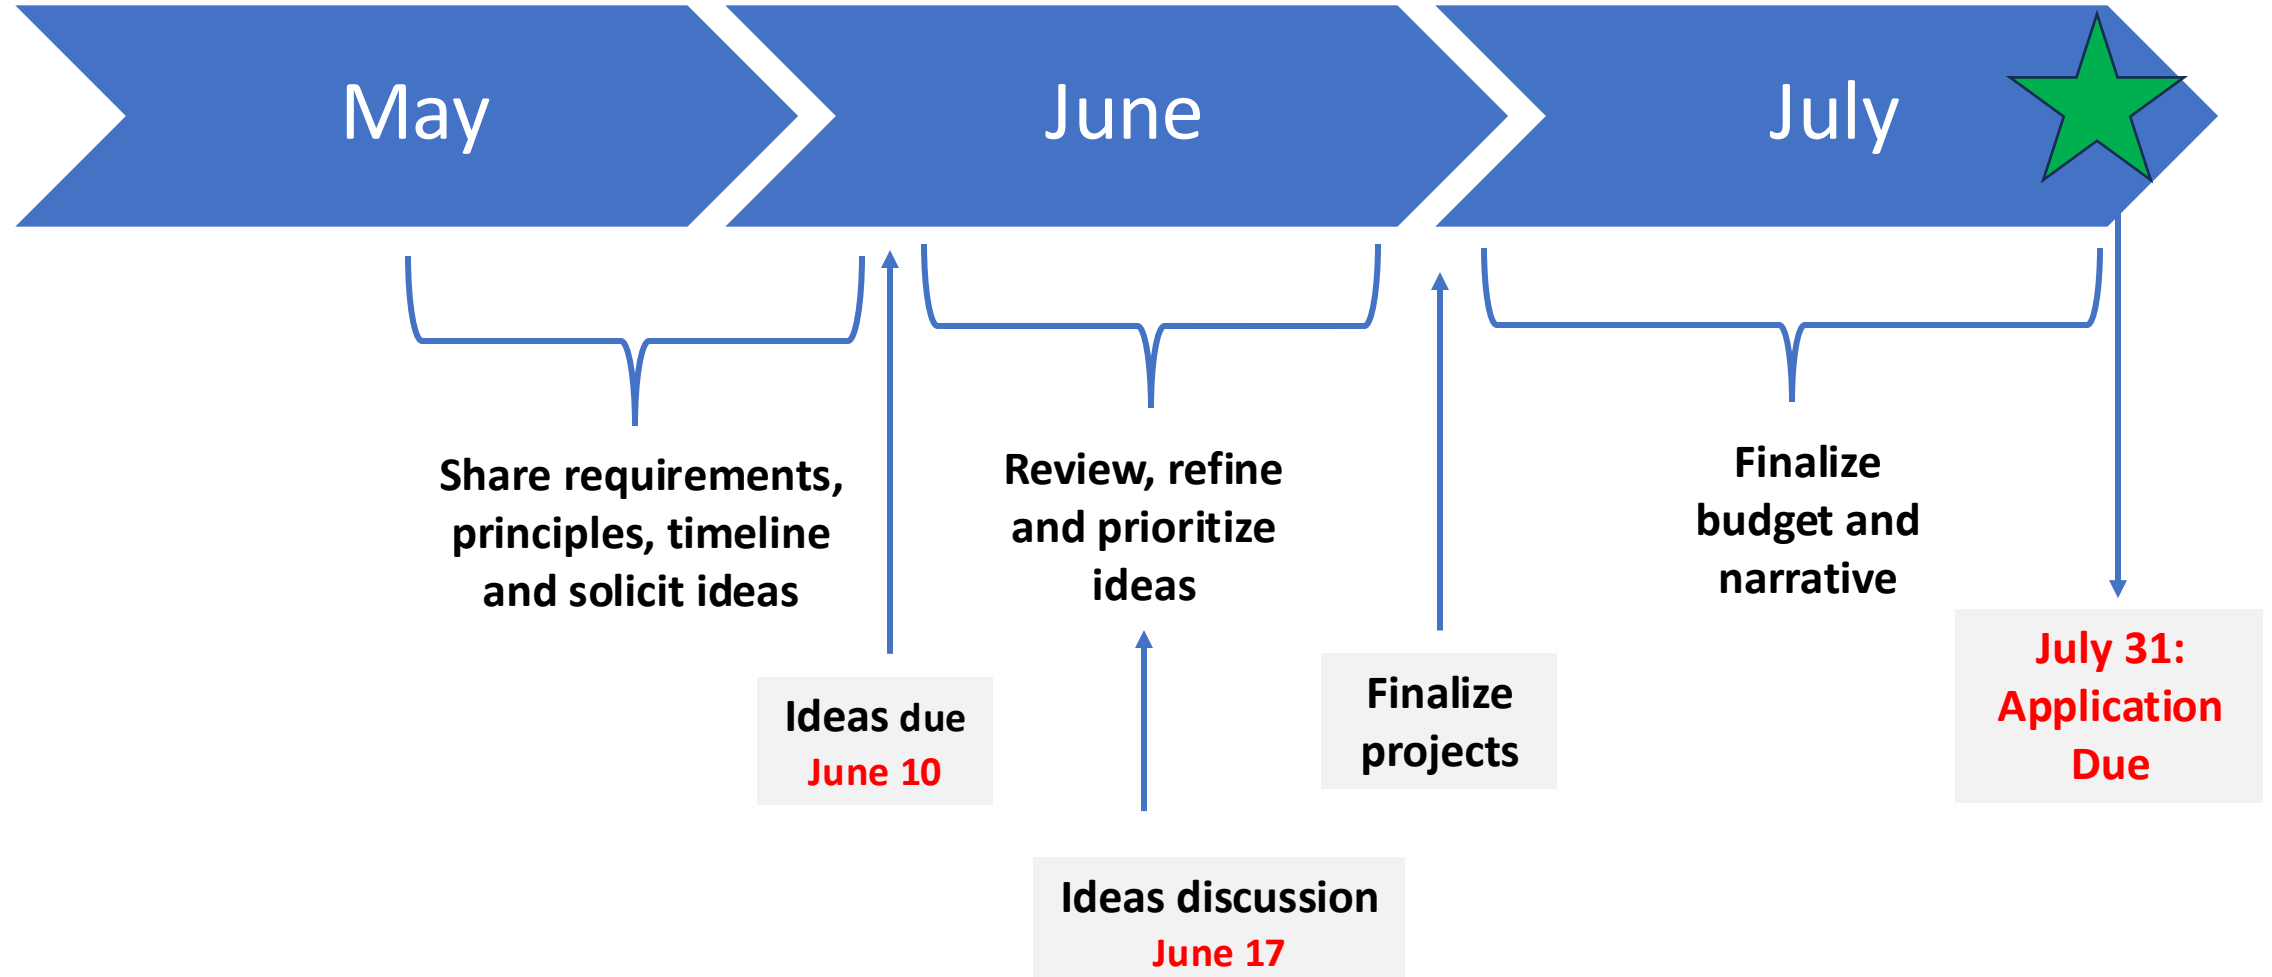 May
June
July
Share requirements,
principles, timeline
and solicit ideas
Review, refine
and prioritize
ideas
Finalize
budget and
narrative
Ideas due
June 10
Finalize
projects
July 31:
Application
Due
Ideas discussion
June 17